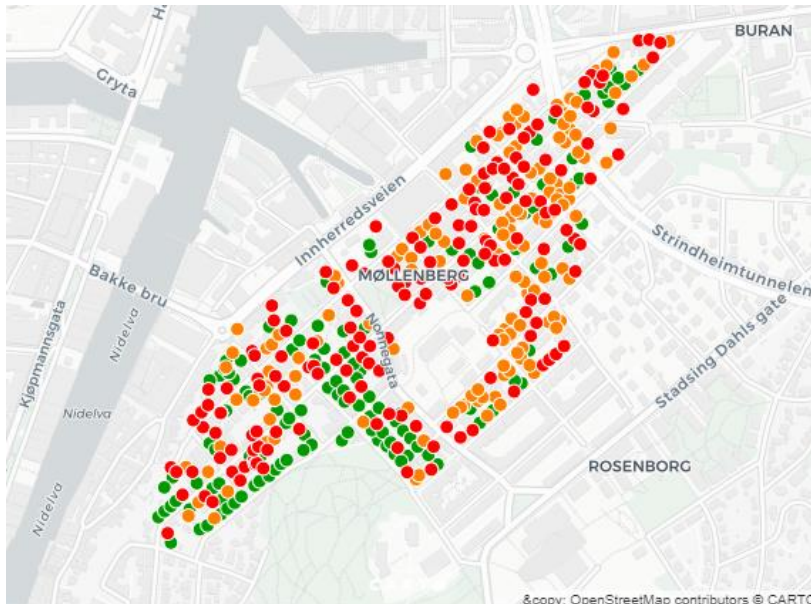 BURAN
Gryta
Innherredsveien
Bakke bru
MØLLENBERG
Strindheimtunnelen
Kjøpmannsgata
Nidelva
Nonnegata
Stadsing Dahls gate
Nidelva
ROSENBORG
Nidelva
&copy; OpenStreetMap contributors © CARTO